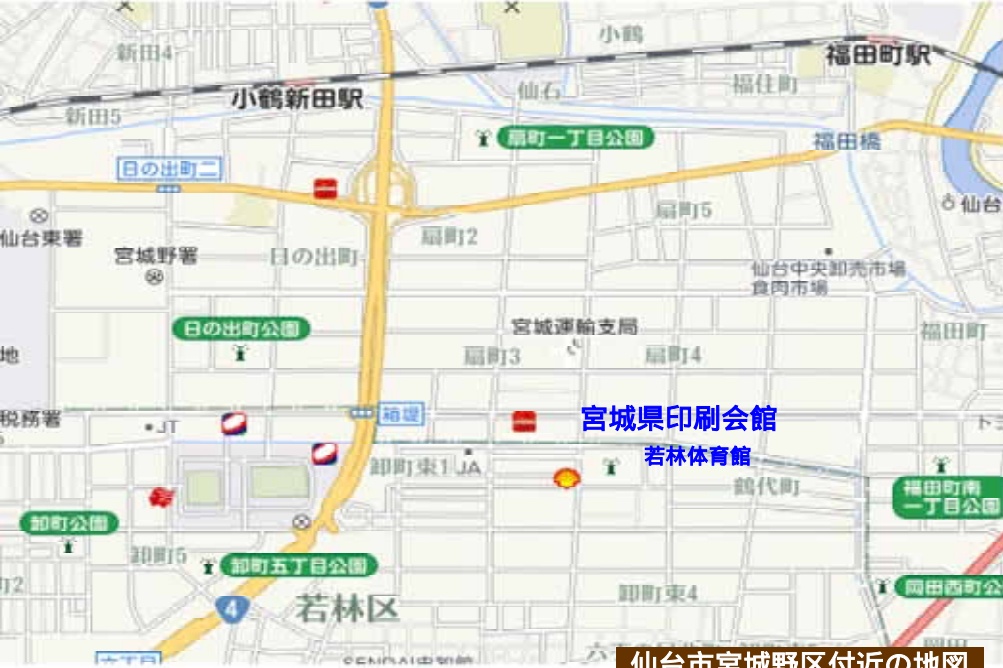 小鶴
新田4
福田町駅
福住町
仙石
小鶴新田駅
新田5
扇町一丁目公園
福田橋
日の出町二
仙台
扇町5
仙台東署
扇町2
宮城野署
日の出町
仙台中央卸売市場
食肉市場
日の出町公園
宮城運輸支局
福田町
地
扇町3
扇町4
税務署
箱堤
宮城県印刷会館
JT
若林体育館
卸町東1
JA
鶴代町
福田町南
一丁目公園
卸町公園
卸町5
卸町五丁目公園
岡田西町公
卸町東4
4
若林区
六丁目
仙台市宮城野区付近の地図